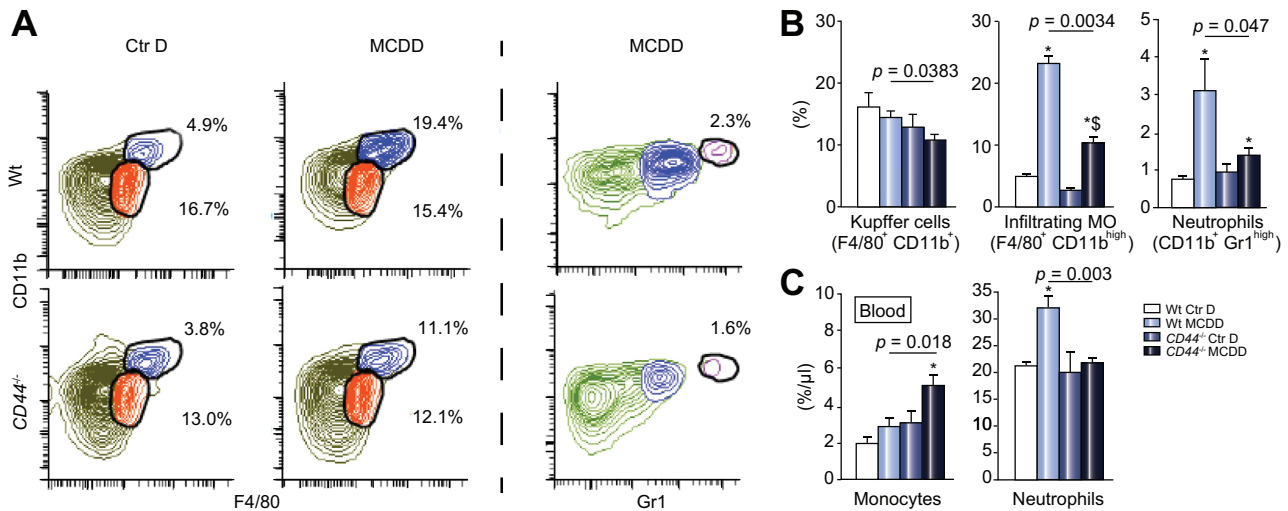 A
Ctr D
MCDD
MCDD
Wt
CD44-/-
CD11b
4.9%
16.7%
19.4%
15.4%
2.3%
3.8%
13.0%
11.1%
12.1%
1.6%
F4/80
Gr1
B
(%)
30
20
10
0
p = 0.0383
Kupffer cells
(F4/80+ CD11b+)
30
20
10
0
p = 0.0034
*
*$
Infiltrating MO
(F4/80+ CD11bhigh)
5
4
3
2
1
0
p = 0.047
*
*
Neutrophils
(CD11b+ Gr1high)
C
Blood
(%/µl)
10
8
6
4
2
0
p = 0.018
*
Monocytes
35
30
25
20
15
10
5
0
p = 0.003
*
Neutrophils
Wt Ctr D
Wt MCDD
CD44-/- Ctr D
CD44-/- MCDD